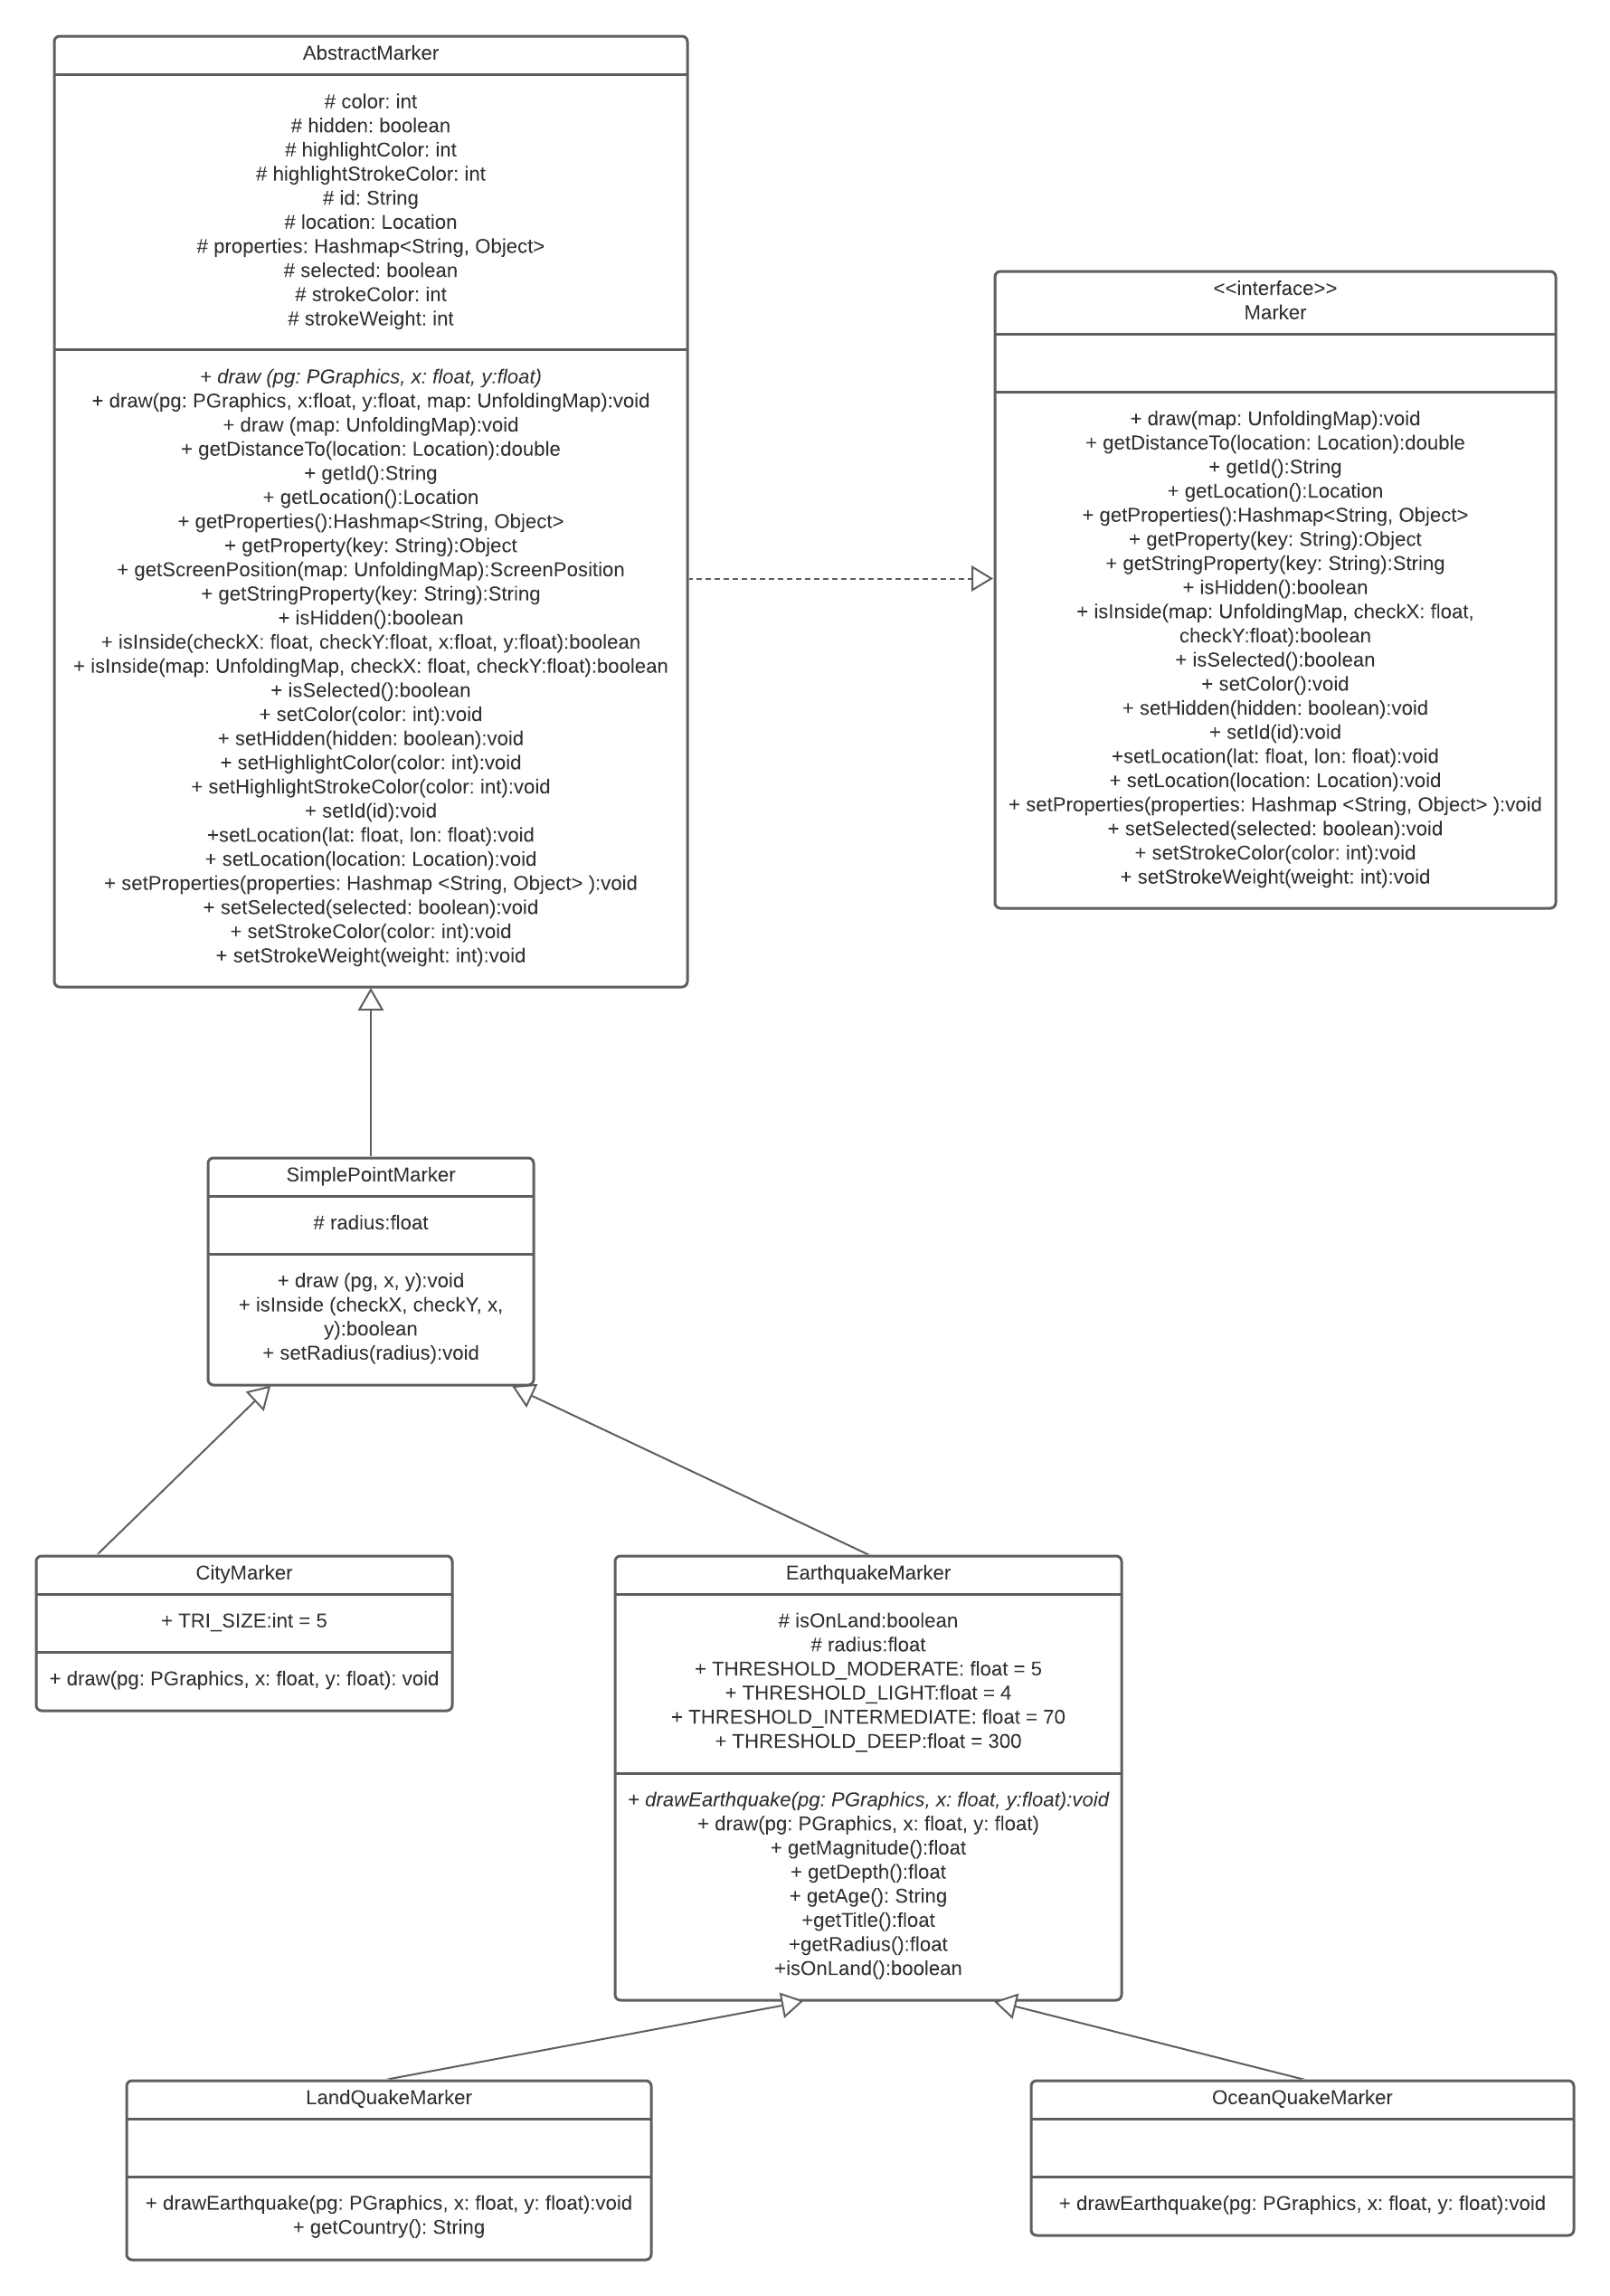 AbstractMarker
# color: int
# hidden: boolean
# highlightColor: int
# highlightStrokeColor: int
# id: String
# location: Location
# properties: Hashmap<String, Object>
# selected: boolean
# strokeColor: int
# strokeWeight: int
+ draw (pg: PGraphics, x: float, y:float)
+ draw(pg: PGraphics, x:float, y:float, map: UnfoldingMap):void
+ draw (map: UnfoldingMap):void
+ getDistanceTo(location: Location):double
+ getId():String
+ getLocation():Location
+ getProperties():Hashmap<String, Object>
+ getProperty(key: String):Object
+ getScreenPosition(map: UnfoldingMap):ScreenPosition
+ getStringProperty(key: String):String
+ isHidden():boolean
+ isInside(checkX: float, checkY:float, x:float, y:float):boolean
+ isInside(map: UnfoldingMap, checkX: float, checkY:float):boolean
+ isSelected():boolean
+ setColor(color: int):void
+ setHidden(hidden: boolean):void
+ setHighlightColor(color: int):void
+ setHighlightStrokeColor(color: int):void
+ setId(id):void
+setLocation(lat: float, lon: float):void
+ setLocation(location: Location):void
+ setProperties(properties: Hashmap <String, Object> ):void
+ setSelected(selected: boolean):void
+ setStrokeColor(color: int):void
+ setStrokeWeight(weight: int):void
<<interface>>
Marker
+ draw(map: UnfoldingMap):void
+ getDistanceTo(location: Location):double
+ getId():String
+ getLocation():Location
+ getProperties():Hashmap<String, Object>
+ getProperty(key: String):Object
+ getStringProperty(key: String):String
+ isHidden():boolean
+ isInside(map: UnfoldingMap, checkX: float,
checkY:float):boolean
+ isSelected():boolean
+ setColor():void
+ setHidden(hidden: boolean):void
+ setId(id):void
+setLocation(lat: float, lon: float):void
+ setLocation(location: Location):void
+ setProperties(properties: Hashmap <String, Object> ):void
+ setSelected(selected: boolean):void
+ setStrokeColor(color: int):void
+ setStrokeWeight(weight: int):void
SimplePointMarker
# radius:float
+ draw (pg, x, y):void
+ isInside (checkX, checkY, x,
y):boolean
+ setRadius(radius):void
CityMarker
+ TRI_SIZE:int = 5
+ draw(pg: PGraphics, x: float, y: float): void
EarthquakeMarker
# isOnLand:boolean
# radius:float
+ THRESHOLD_MODERATE: float = 5
+ THRESHOLD_LIGHT:float = 4
+ THRESHOLD_INTERMEDIATE: float = 70
+ THRESHOLD_DEEP:float = 300
+ drawEarthquake(pg: PGraphics, x: float, y:float):void
+ draw(pg: PGraphics, x: float, y: float)
+ getMagnitude():float
+ getDepth():float
+ getAge(): String
+getTitle():float
+getRadius():float
+isOnLand():boolean
LandQuakeMarker
+ drawEarthquake(pg: PGraphics, x: float, y: float):void
+ getCountry(): String
OceanQuakeMarker
+ drawEarthquake(pg: PGraphics, x: float, y: float):void